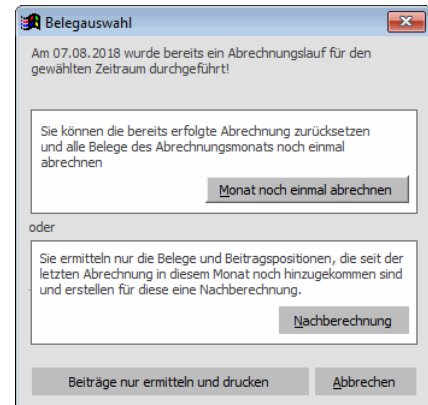 Belegauswahl
Am 07.08.2018 wurde bereits ein Abrechnungslauf für den
gewählten Zeitraum durchgeführt!
Sie können die bereits erfolgte Abrechnung zurücksetzen
und alle Belege des Abrechnungsmonats noch einmal
abrechnen
Monat noch einmal abrechnen
oder
Sie ermitteln nur die Belege und Beitragspositionen, die seit der
letzten Abrechnung in diesem Monat noch hinzugekommen sind
und erstellen für diese eine Nachberechnung.
Nachberechnung
Beiträge nur ermitteln und drucken
Abbrechen